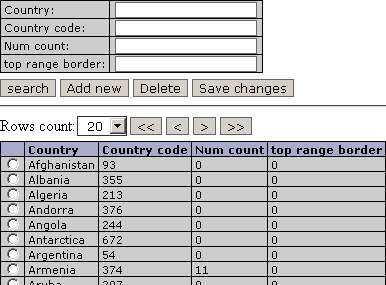 Country:
Country code:
Num count:
top range border:
search Add new Delete Save changes
Rows count: 20 << < > >>
Country Country code Num count top range border
Afghanistan 93 0 0
Albania 355 0 0
Algeria 213 0 0
Andorra 376 0 0
Angola 244 0 0
Antarctica 672 0 0
Argentina 54 0 0
Armenia 374 11 0
Aruba 297 0 0